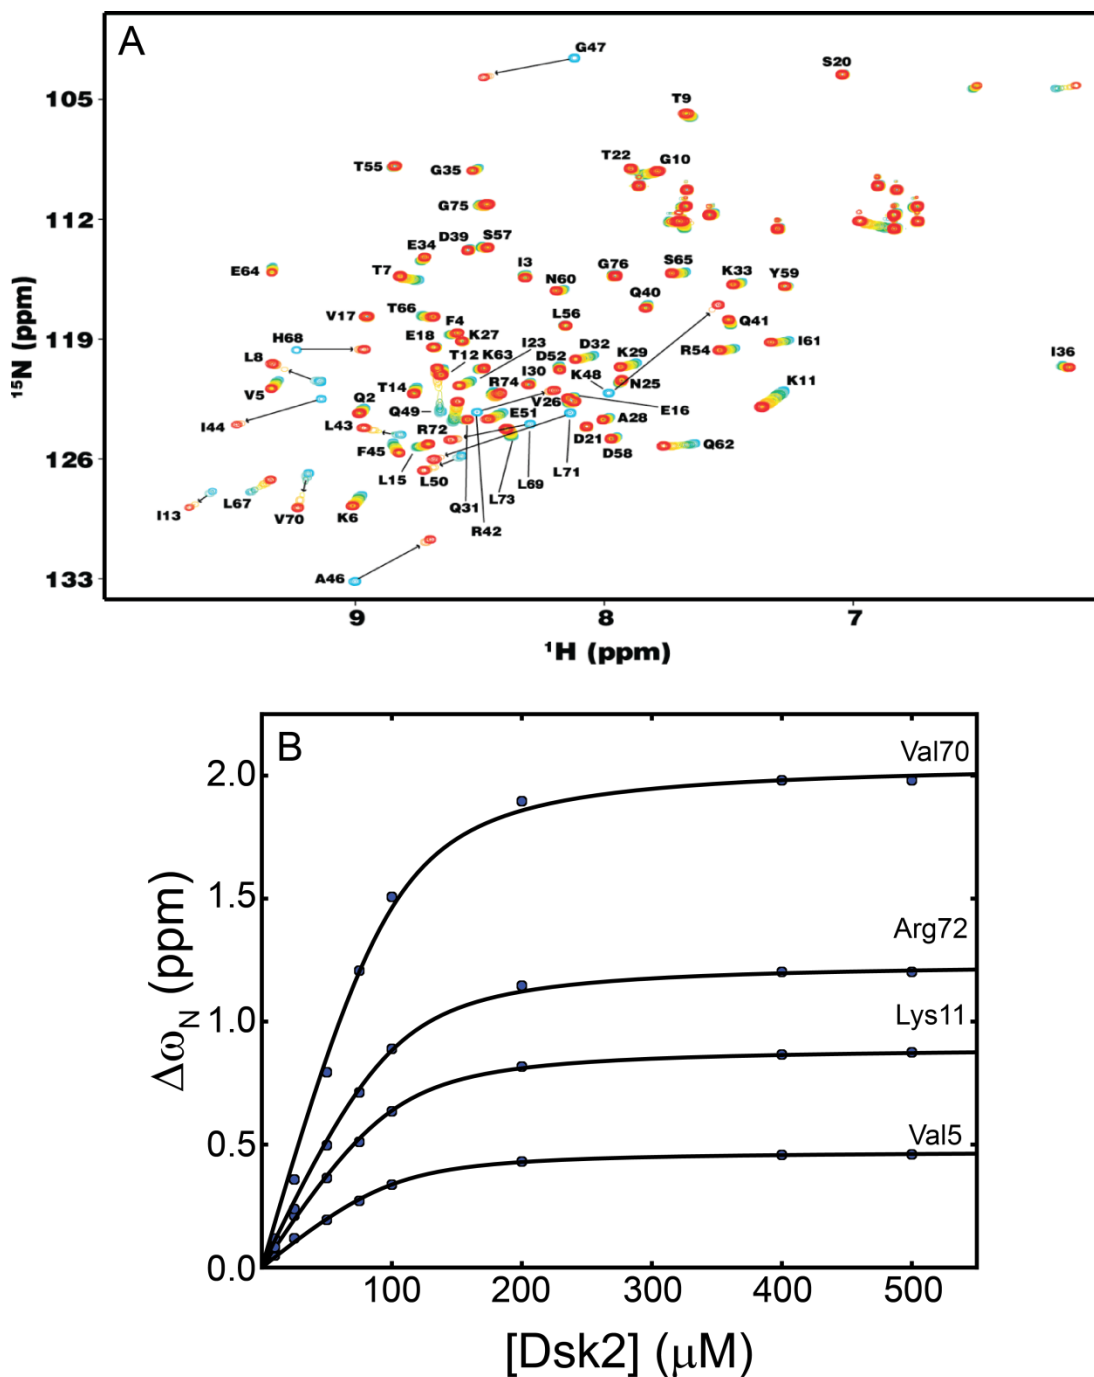 A
G47
S20
105
T9
T55
G35
T22
G10
112
G75
D39
S57
E34
E64
T7
I3
N60
G76
S65
K33
Y59
Q40
V17
T66
F4
L56
Q41
119
H68
E18
K27
I23
D52
D32
R54
I61
L8
T12
K63
I30
K48
K29
I36
V5
T14
R74
N25
K11
Q2
Q49
V26
E16
I44
L43
R72
E51
A28
F45
D21
Q62
126
D58
L15
L50
L73
L69
L71
I13
L67
V70
K6
Q31
R42
A46
133
9
8
7
¹⁵N (ppm)
¹H (ppm)
B
Val70
2.0
1.5
Arg72
1.0
Lys11
0.5
Val5
0.0
100
200
300
400
500
Δω_N (ppm)
[Dsk2] (μM)